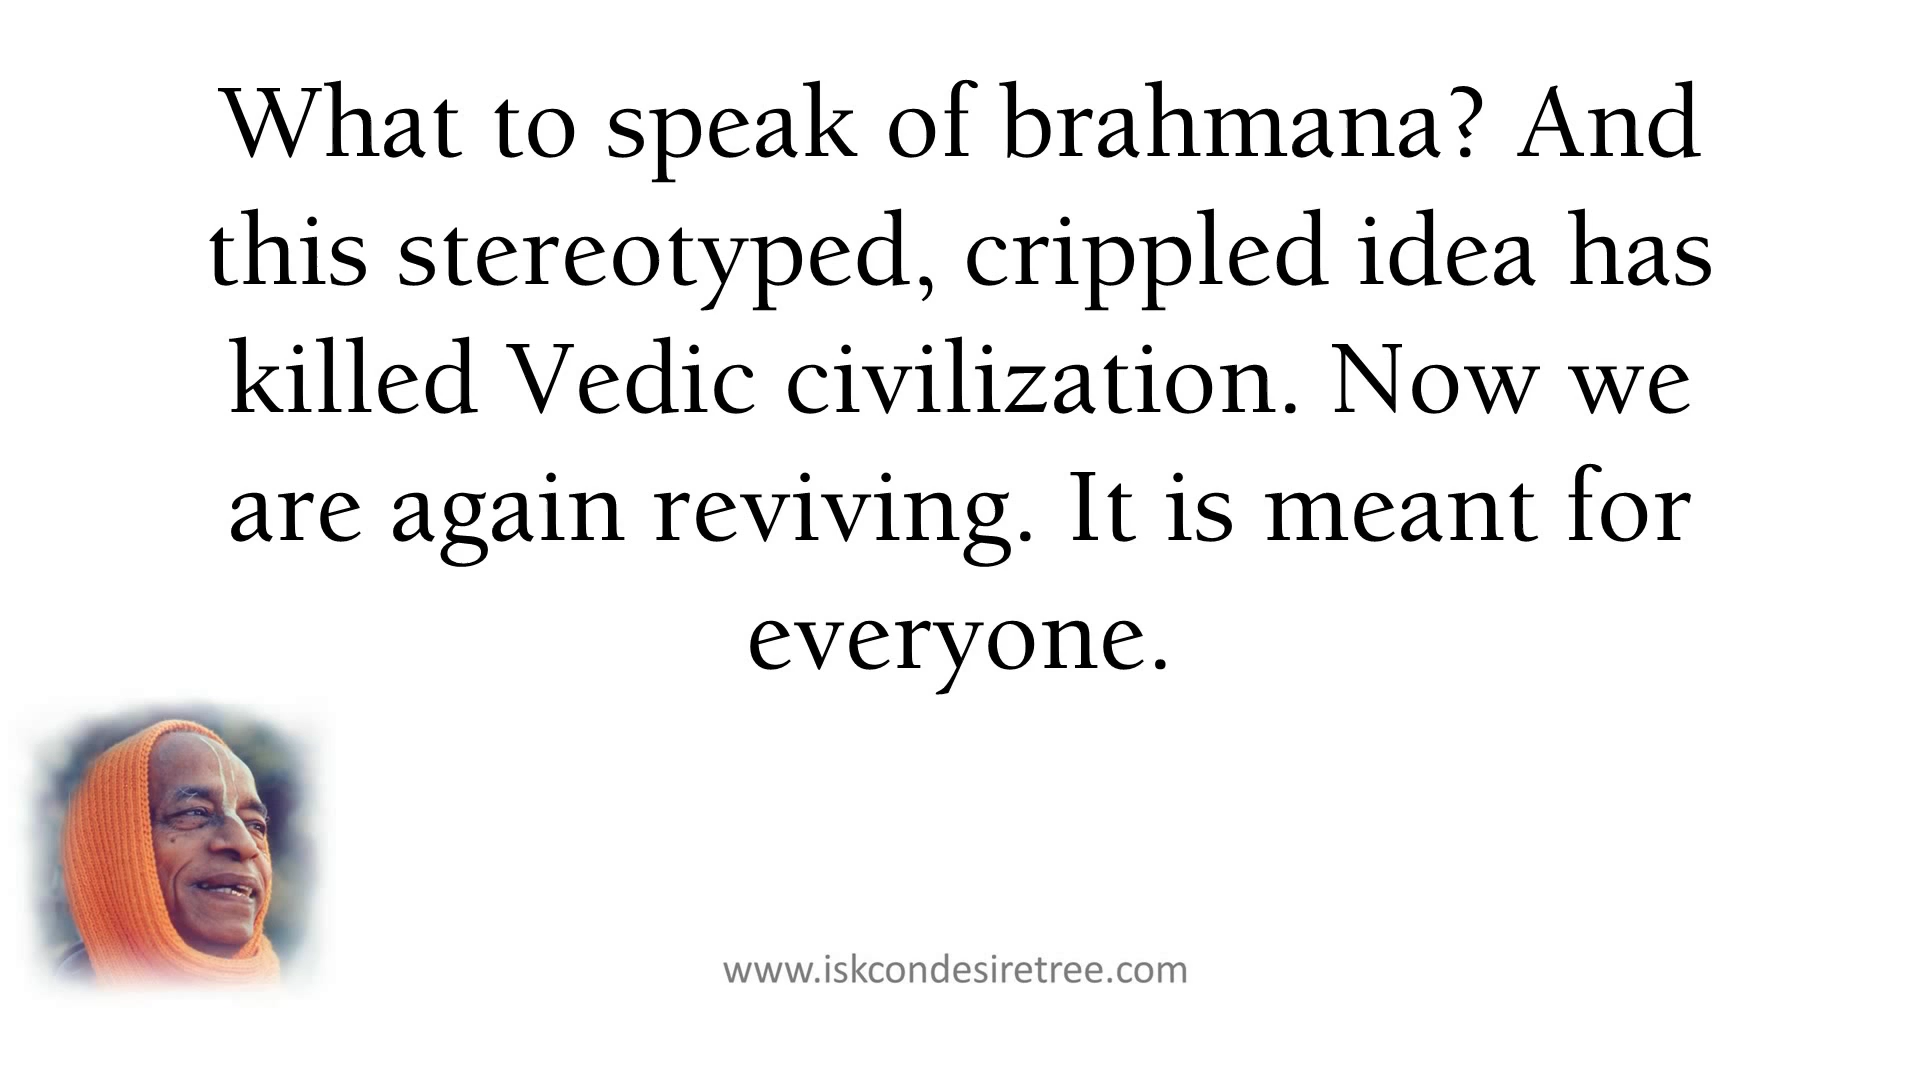 What to speak of brahmana? And
this stereotyped, crippled idea has
killed Vedic civilization. Now we
are again reviving. It is meant for
everyone.
www.iskcondesiretree.com